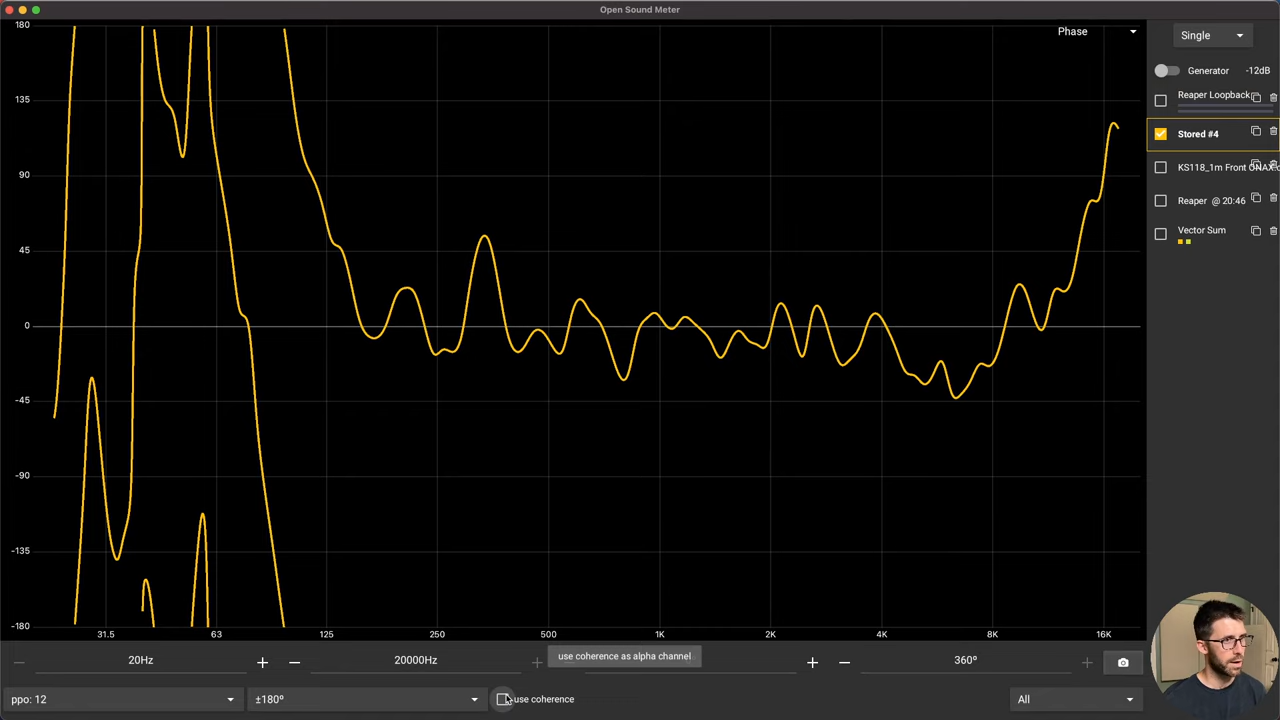 Open Sound Meter
180
135
90
45
0
-45
-90
-135
-180
31.5 63 125 250 500 1K 2K 4K 8K 16K
Phase
Single
Generator -12dB
Reaper Loopback
Stored #4
KS118_1m Front ONAX.c
Reaper @ 20:46
Vector Sum
20Hz 20000Hz 360º
use coherence as alpha channel
ppo: 12 ±180º use coherence All